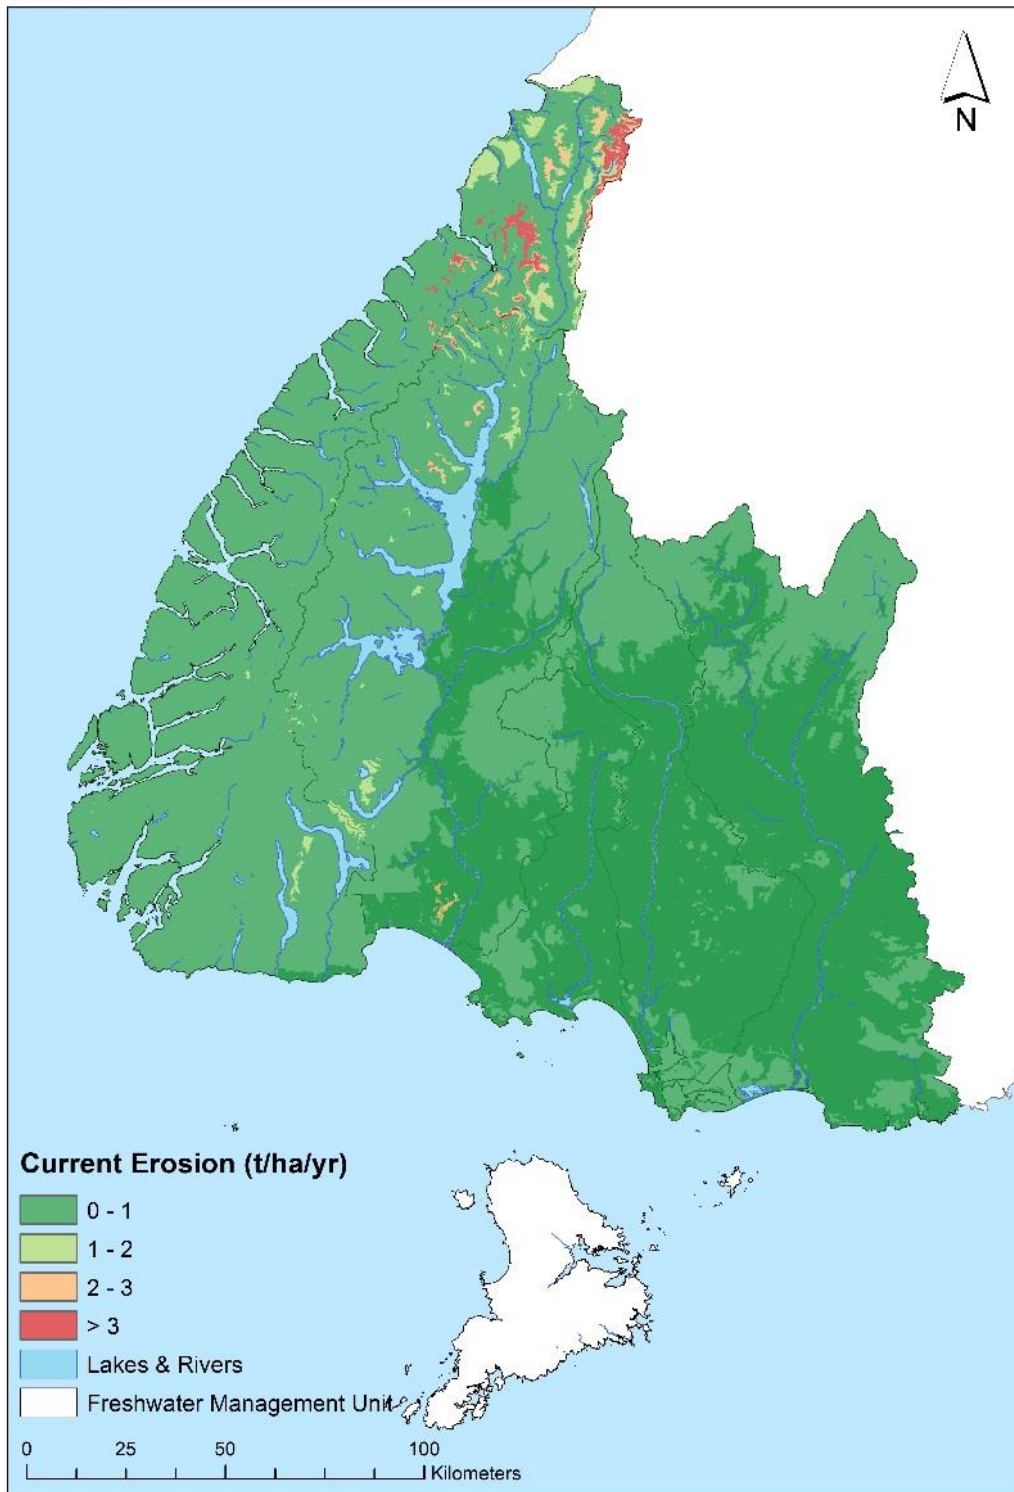 N
Current Erosion (t/ha/yr)
0 - 1
1 - 2
2 - 3
> 3
Lakes & Rivers
Freshwater Management Unit
0 25 50 100
Kilometers